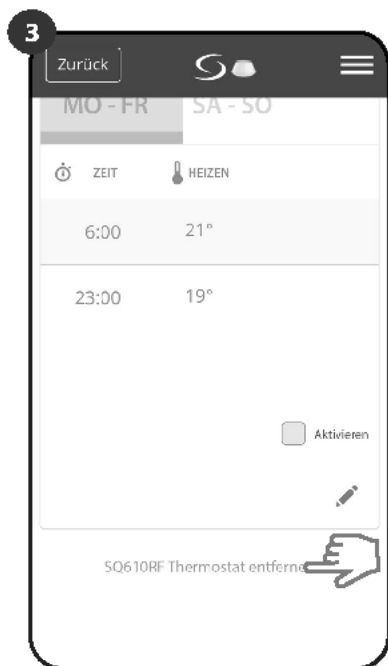 3
Zurück
MO - FR SA - SO
ZEIT HEIZEN
6:00 21°
23:00 19°
Aktivieren
SQ610RF Thermostat entferne